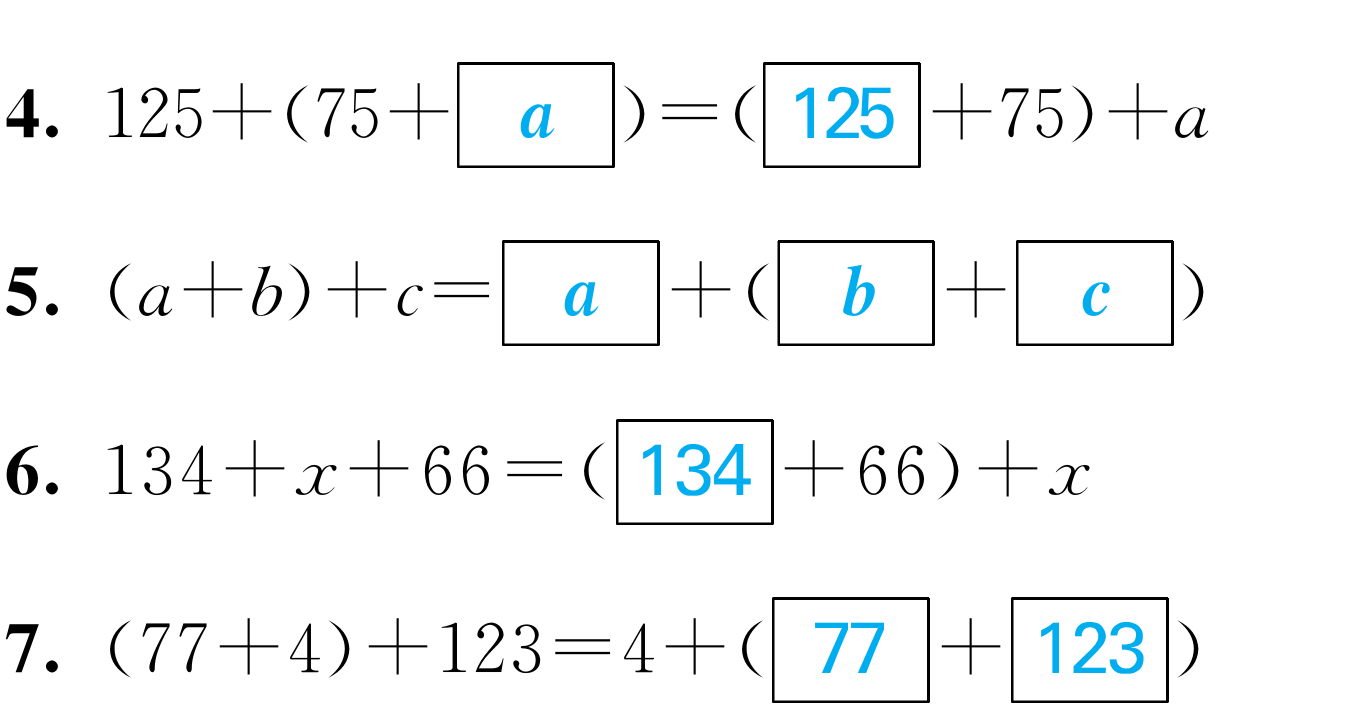 4. 125+(75+a)=(125+75)+a
5. (a+b)+c=a+(b+c)
6. 134+x+66=(134+66)+x
7. (77+4)+123=4+(77+123)